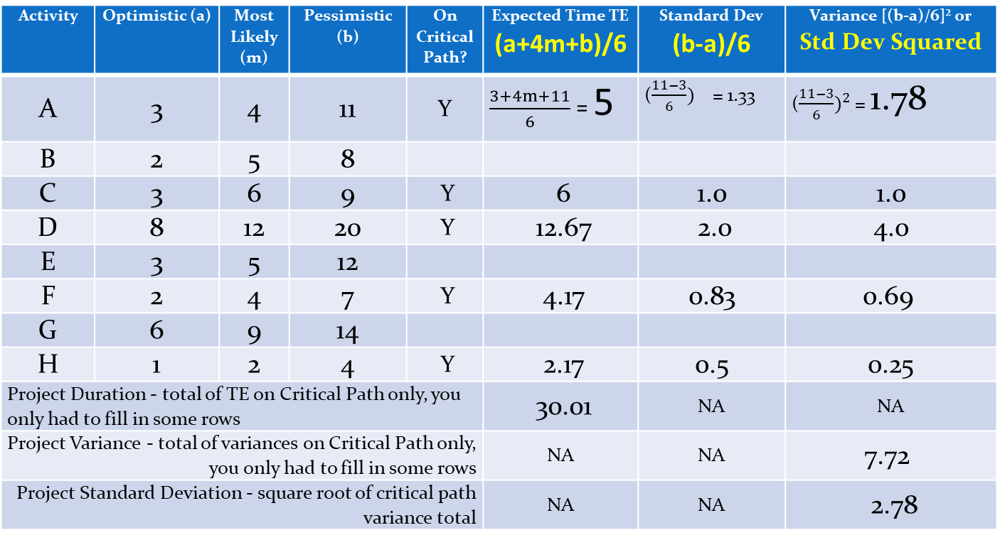 Activity Optimistic (a) Most Likely (m) Pessimistic (b) On Critical Path? Expected Time TE (a+4m+b)/6 Standard Dev (b-a)/6 Variance [(b-a)/6]² or Std Dev Squared
A 3 4 11 Y (3+4m+11)/6 = 5 (11−3/6) = 1.33 (11−3/6)² = 1.78
B 2 5 8
C 3 6 9 Y 6 1.0 1.0
D 8 12 20 Y 12.67 2.0 4.0
E 3 5 12
F 2 4 7 Y 4.17 0.83 0.69
G 6 9 14
H 1 2 4 Y 2.17 0.5 0.25
Project Duration - total of TE on Critical Path only, you
only had to fill in some rows
30.01 NA NA
Project Variance - total of variances on Critical Path only,
you only had to fill in some rows
NA NA 7.72
Project Standard Deviation - square root of critical path
variance total
NA NA 2.78